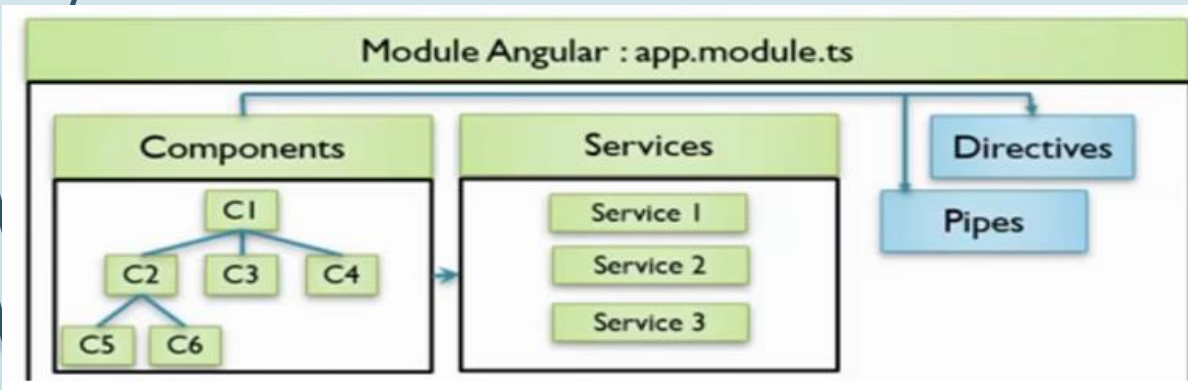 Module Angular : app.module.ts
Components
Services
Directives
Pipes
C1
C2
C3
C4
C5
C6
Service 1
Service 2
Service 3